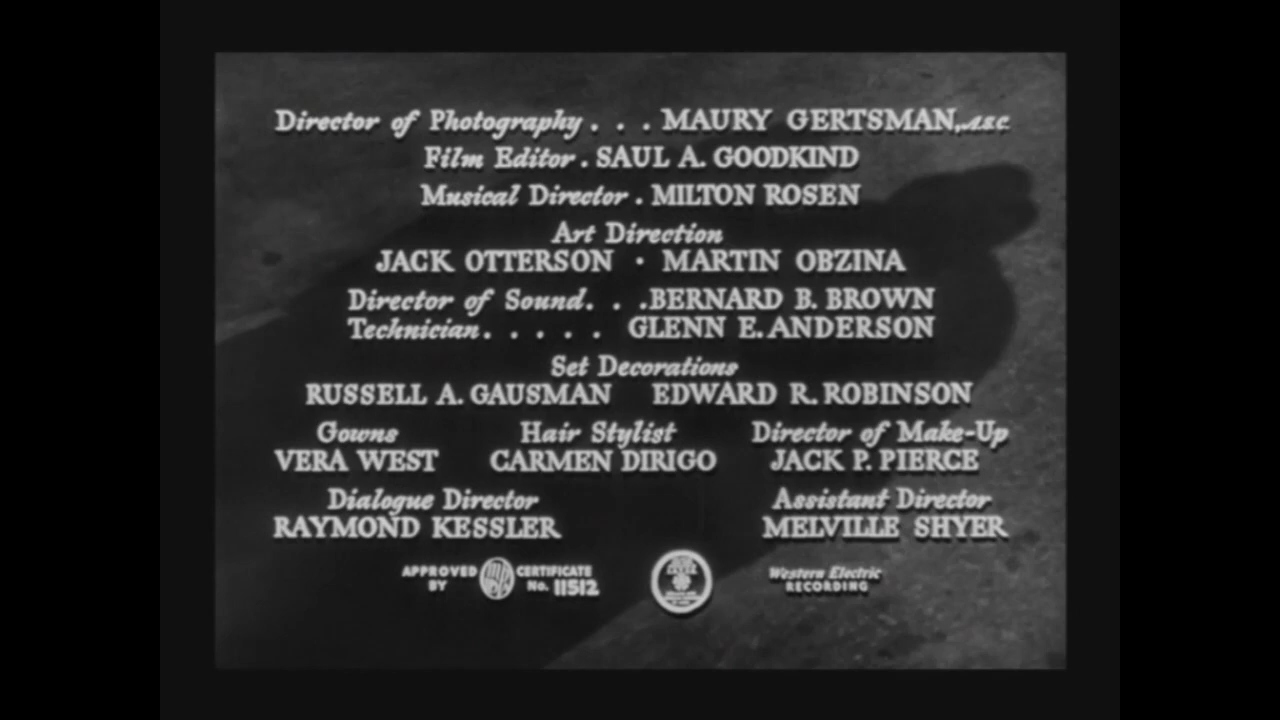 Director of Photography . . . MAURY GERTSMAN, A.S.C.
Film Editor . SAUL A. GOODKIND
Musical Director . MILTON ROSEN
Art Direction
JACK OTTERSON · MARTIN OBZINA
Director of Sound. . .BERNARD B. BROWN
Technician. . . . . GLENN E. ANDERSON
Set Decorations
RUSSELL A. GAUSMAN EDWARD R. ROBINSON
Gowns Hair Stylist Director of Make-Up
VERA WEST CARMEN DIRIGO JACK P. PIERCE
Dialogue Director Assistant Director
RAYMOND KESSLER MELVILLE SHYER
APPROVED BY CERTIFICATE No. 11512
Western Electric
RECORDING